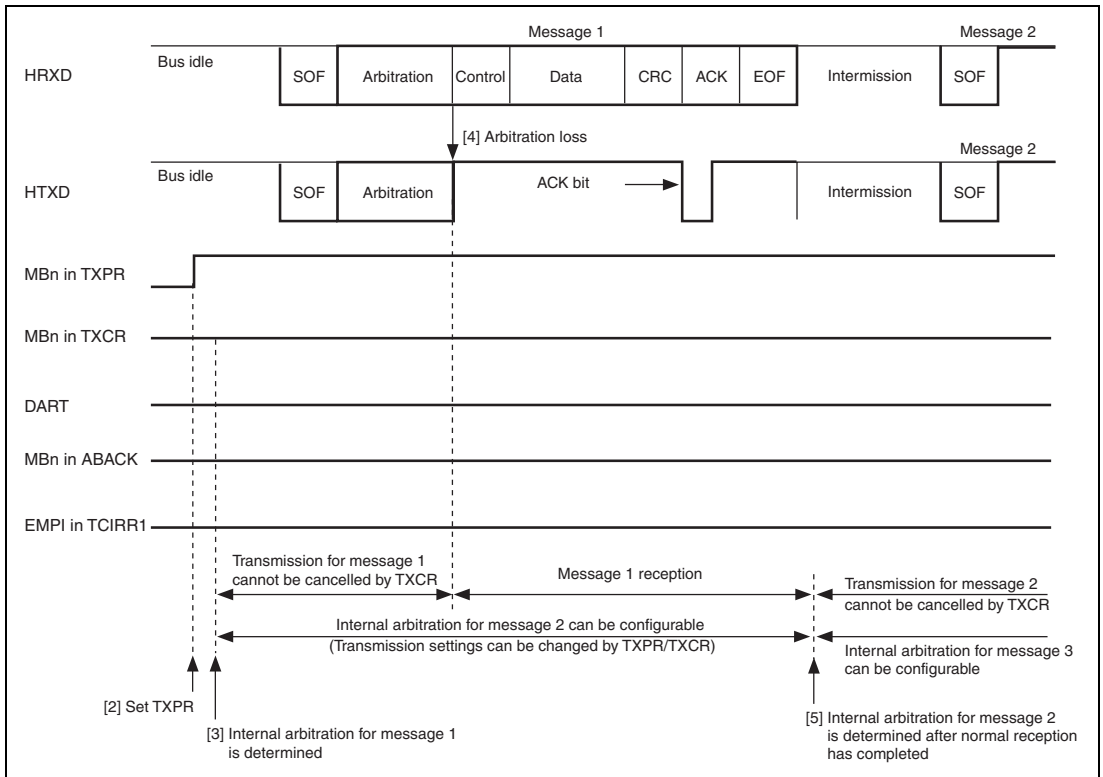 Message 1
Message 2
HRXD
Bus idle
SOF
Arbitration
Control
Data
CRC
ACK
EOF
Intermission
SOF
[4] Arbitration loss
Message 2
HTXD
Bus idle
SOF
Arbitration
ACK bit
Intermission
SOF
MBn in TXPR
MBn in TXCR
DART
MBn in ABACK
EMPI in TCIRR1
Transmission for message 1
cannot be cancelled by TXCR
Message 1 reception
Transmission for message 2
cannot be cancelled by TXCR
Internal arbitration for message 2 can be configurable
(Transmission settings can be changed by TXPR/TXCR)
Internal arbitration for message 3
can be configurable
[2] Set TXPR
[3] Internal arbitration for message 1
is determined
[5] Internal arbitration for message 2
is determined after normal reception
has completed